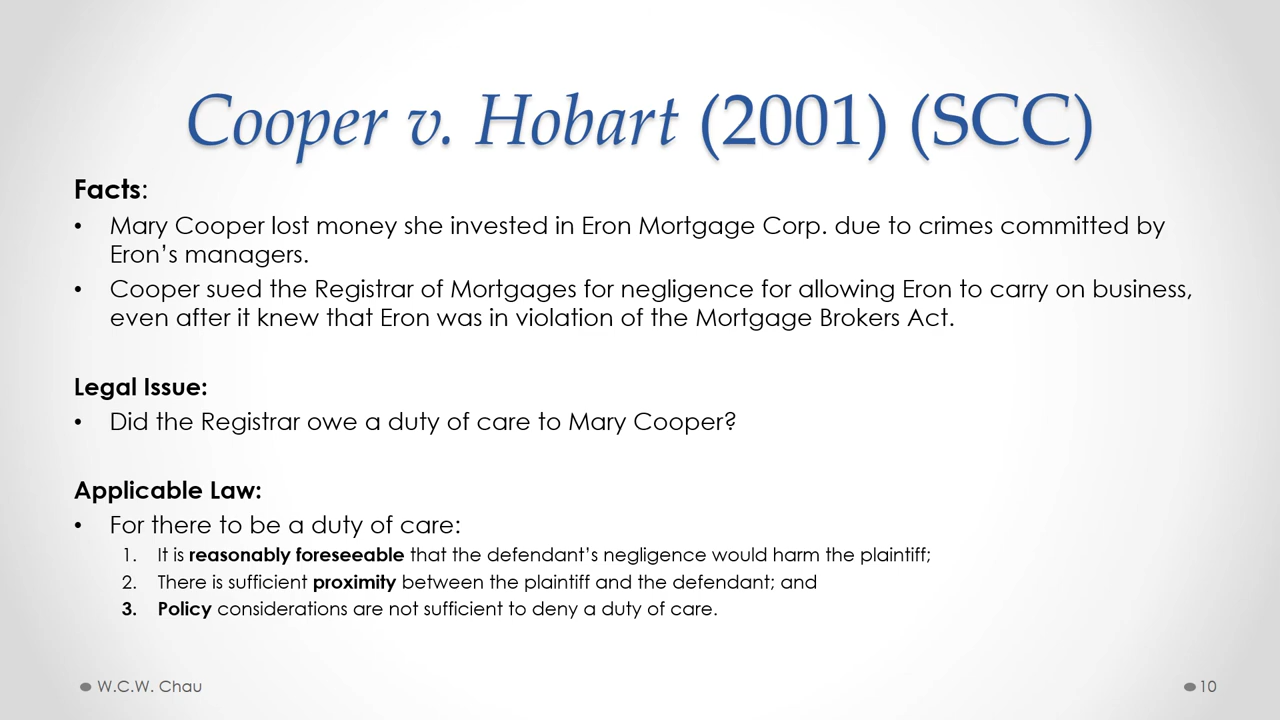 Cooper v. Hobart (2001) (SCC)
Facts:
• Mary Cooper lost money she invested in Eron Mortgage Corp. due to crimes committed by
Eron’s managers.
• Cooper sued the Registrar of Mortgages for negligence for allowing Eron to carry on business,
even after it knew that Eron was in violation of the Mortgage Brokers Act.
Legal Issue:
• Did the Registrar owe a duty of care to Mary Cooper?
Applicable Law:
• For there to be a duty of care:
1. It is reasonably foreseeable that the defendant’s negligence would harm the plaintiff;
2. There is sufficient proximity between the plaintiff and the defendant; and
3. Policy considerations are not sufficient to deny a duty of care.
W.C.W. Chau
10